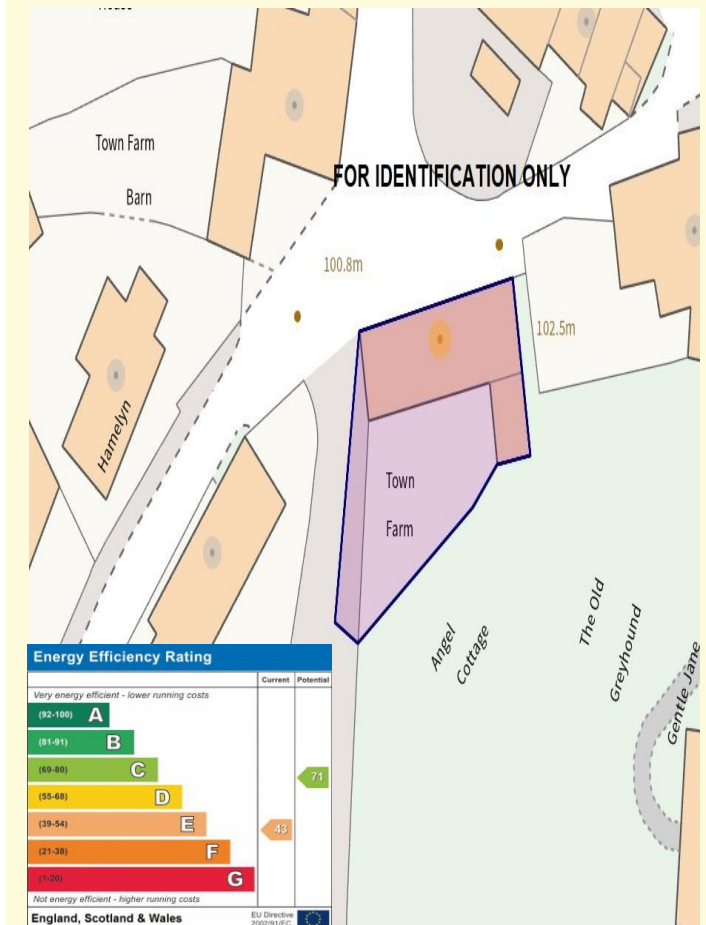 Town Farm
Barn
FOR IDENTIFICATION ONLY
100.8m
102.5m
Hamelyn
Town
Farm
Angel
Cottage
The Old
Greyhound
Gentle Jane
Energy Efficiency Rating
Current Potential
Very energy efficient - lower running costs
(92-100) A
(81-91) B
(69-80) C
71
(55-68) D
(39-54) E
43
(21-38) F
(1-20) G
Not energy efficient - higher running costs
England, Scotland & Wales
EU Directive
2002/91/EC